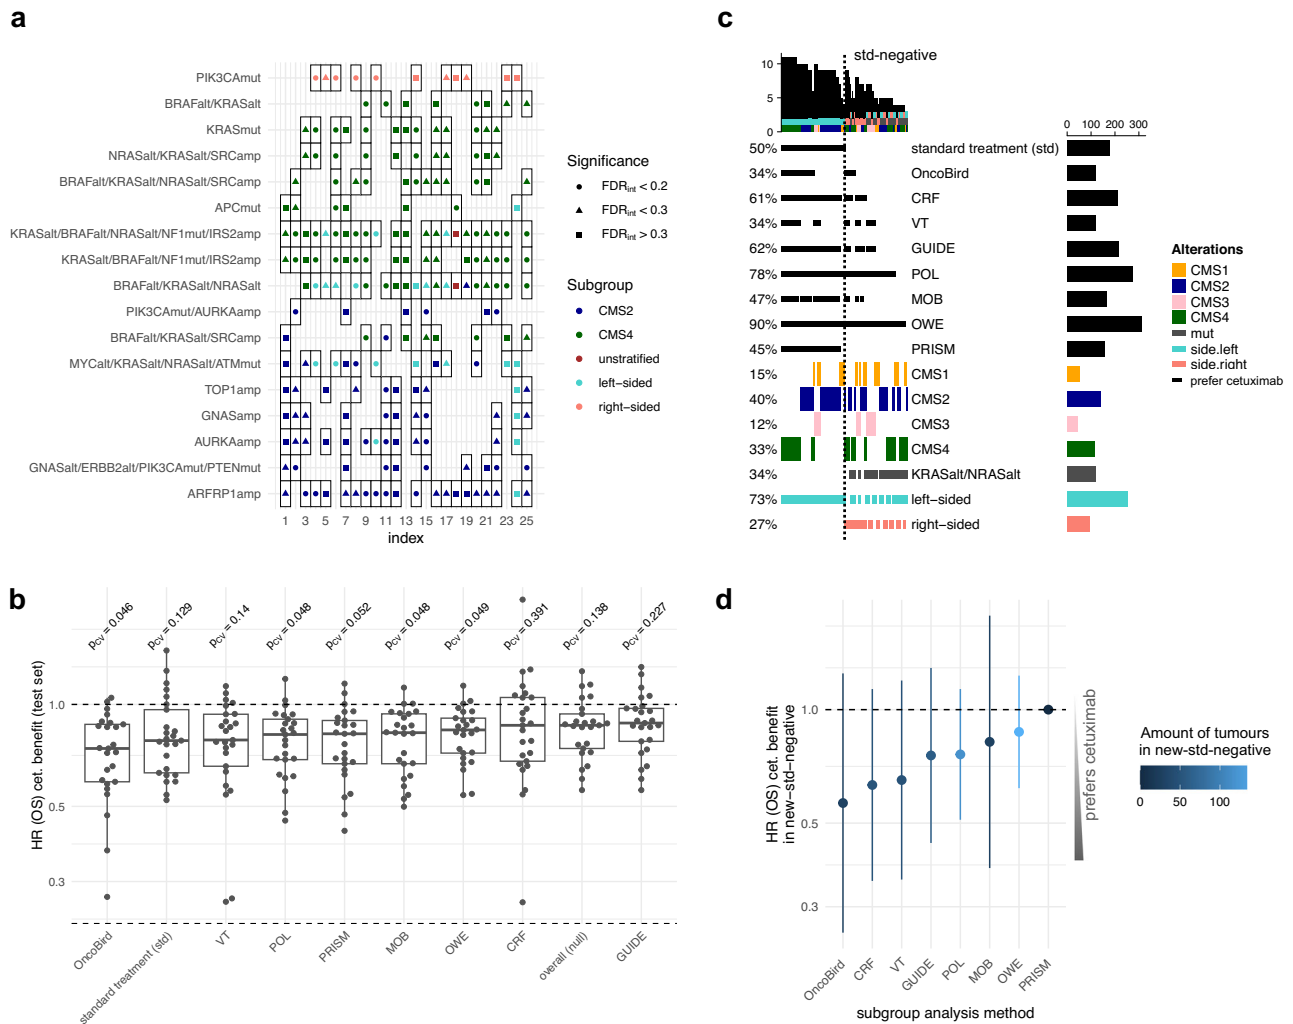 a
PIK3CAmut
BRAFalt/KRASalt
KRASmut
NRASalt/KRASalt/SRCamp
BRAFalt/KRASalt/NRASalt/SRCamp
APCmut
KRASalt/BRAFalt/NRASalt/NF1mut/IRS2amp
KRASalt/BRAFalt/NF1mut/IRS2amp
BRAFalt/KRASalt/NRASalt
PIK3CAmut/AURKAamp
BRAFalt/KRASalt/SRCamp
MYCalt/KRASalt/NRASalt/ATMmut
TOP1amp
GNASamp
AURKAamp
GNASalt/ERBB2alt/PIK3CAmut/PTENmut
ARFRP1amp
1 3 5 7 9 11 13 15 17 19 21 23 25
index
Significance
FDRint < 0.2
FDRint < 0.3
FDRint > 0.3
Subgroup
CMS2
CMS4
unstratified
left−sided
right−sided
c
std−negative
10
5
0
0 100 200 300
50% standard treatment (std)
34% OncoBird
61% CRF
34% VT
62% GUIDE
78% POL
47% MOB
90% OWE
45% PRISM
15% CMS1
40% CMS2
12% CMS3
33% CMS4
34% KRASalt/NRASalt
73% left−sided
27% right−sided
Alterations
CMS1
CMS2
CMS3
CMS4
mut
side.left
side.right
prefer cetuximab
b
HR (OS) cet. benefit (test set)
1.0
0.5
0.3
pCV = 0.046
pCV = 0.129
pCV = 0.14
pCV = 0.048
pCV = 0.052
pCV = 0.048
pCV = 0.049
pCV = 0.391
pCV = 0.138
pCV = 0.227
OncoBird
standard treatment (std)
VT
POL
PRISM
MOB
OWE
CRF
overall (null)
GUIDE
d
HR (OS) cet. benefit
in new−std−negative
1.0
0.5
0.3
OncoBird
CRF
VT
GUIDE
POL
MOB
OWE
PRISM
subgroup analysis method
prefers cetuximab
Amount of tumours
in new−std−negative
0 50 100